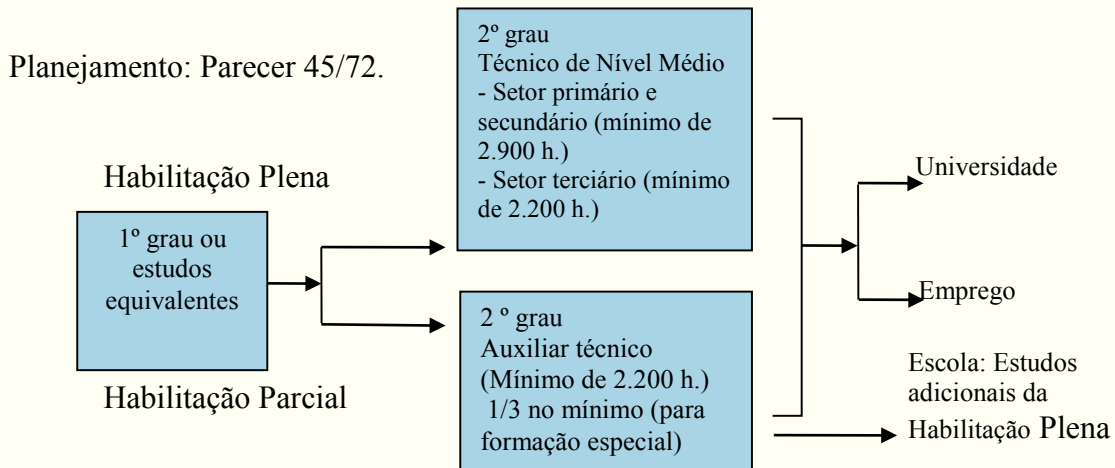 Planejamento: Parecer 45/72.
Habilitação Plena
1º grau ou
estudos
equivalentes
Habilitação Parcial
2º grau
Técnico de Nível Médio
- Setor primário e
secundário (mínimo de
2.900 h.)
- Setor terciário (mínimo
de 2.200 h.)
2 º grau
Auxiliar técnico
(Mínimo de 2.200 h.)
1/3 no mínimo (para
formação especial)
Universidade
Emprego
Escola: Estudos
adicionais da
Habilitação Plena